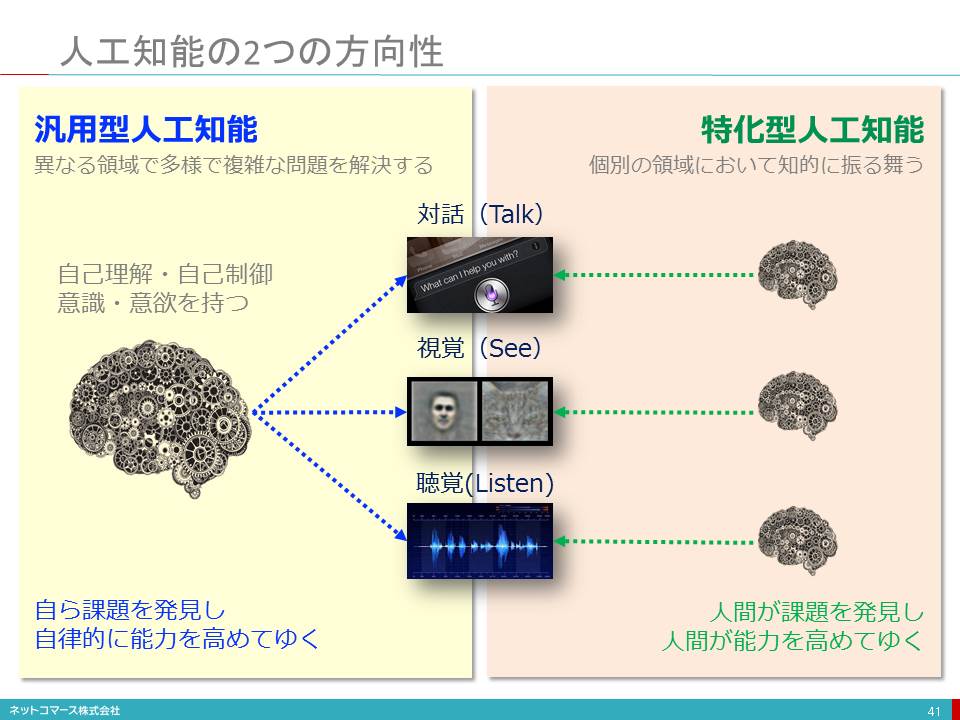 人工知能の2つの方向性
汎用型人工知能
異なる領域で多様で複雑な問題を解決する
自己理解・自己制御
意識・意欲を持つ
自ら課題を発見し
自律的に能力を高めてゆく
対話（Talk）
What can I help you with?
視覚（See）
聴覚(Listen)
特化型人工知能
個別の領域において知的に振る舞う
人間が課題を発見し
人間が能力を高めてゆく
ネットコマース株式会社
41